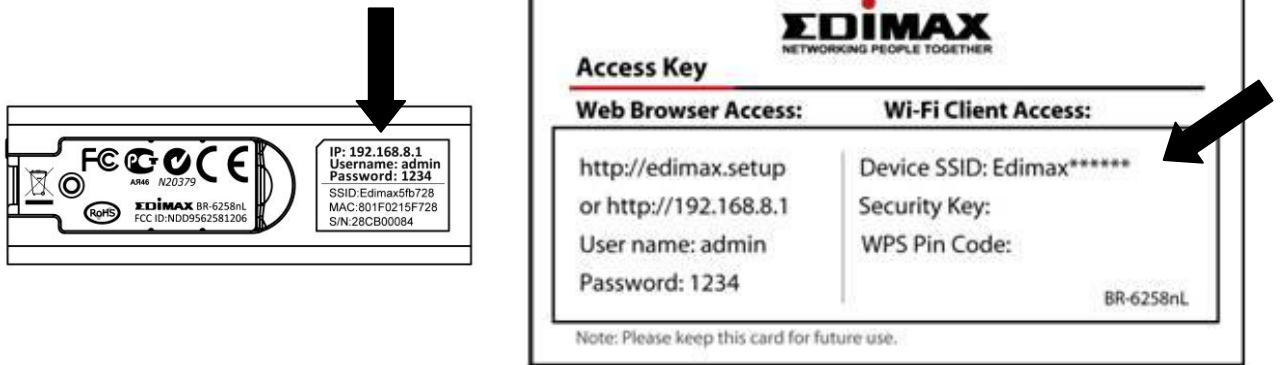 FC
C E
AR46 N20379
RoHS
EDIMAX BR-6258nL
FCC ID:NDD9562581206
IP: 192.168.8.1
Username: admin
Password: 1234
SSID:Edimax5fb728
MAC:801F0215F728
S/N:28CB00084
EDIMAX
NETWORKING PEOPLE TOGETHER
Access Key
Web Browser Access:
Wi-Fi Client Access:
http://edimax.setup
or http://192.168.8.1
User name: admin
Password: 1234
Device SSID: Edimax******
Security Key:
WPS Pin Code:
BR-6258nL
Note: Please keep this card for future use.